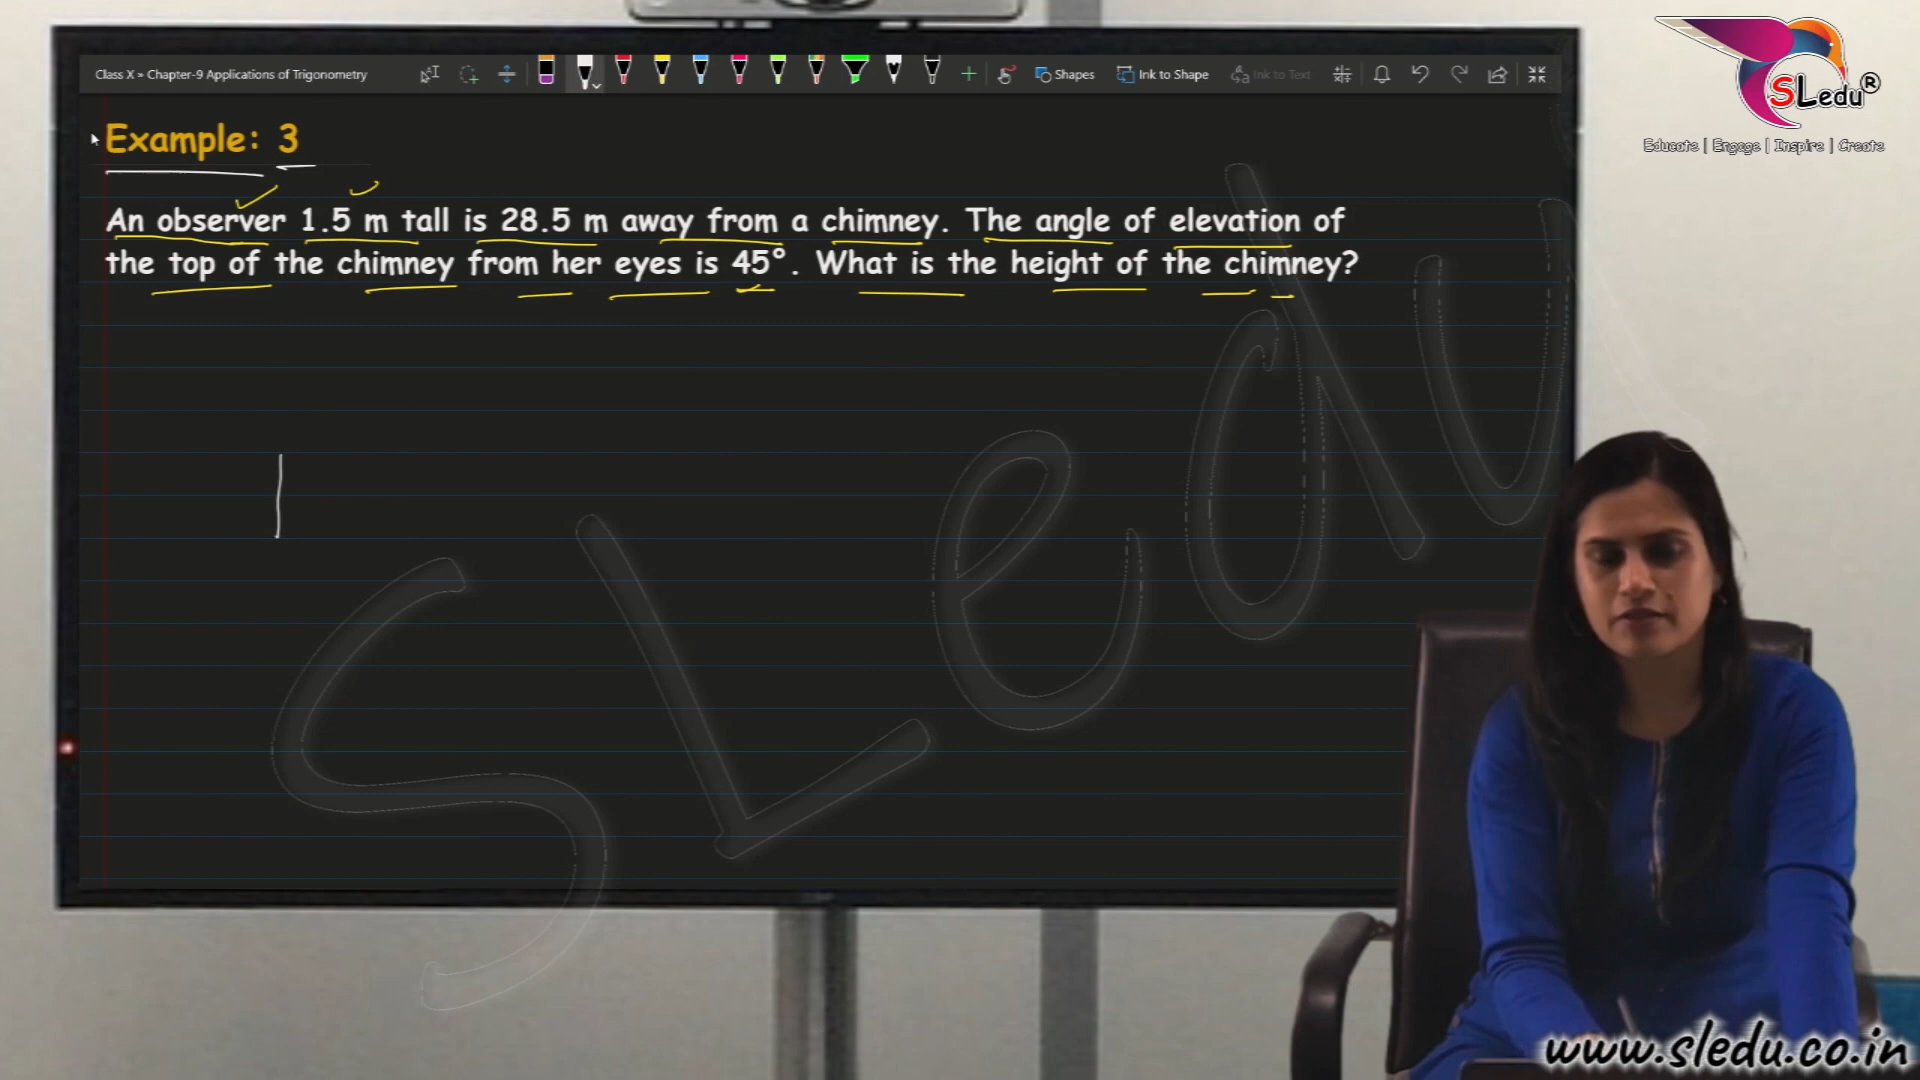 SLedu®
Educate | Engage | Inspire | Create
Class X » Chapter-9 Applications of Trigonometry
Shapes
Ink to Shape
Ink to Text
Example: 3
An observer 1.5 m tall is 28.5 m away from a chimney. The angle of elevation of
the top of the chimney from her eyes is 45°. What is the height of the chimney?
SLedu
www.sledu.co.in